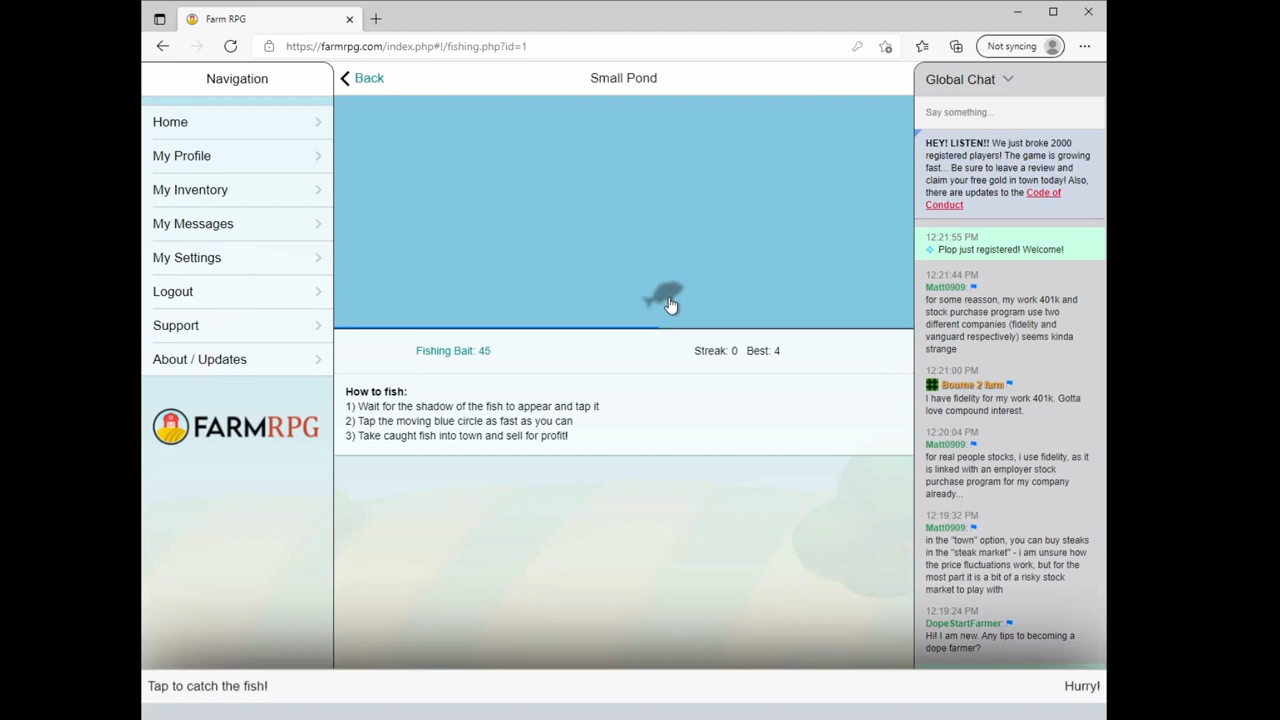 Farm RPG
https://farmrpg.com/index.php#!/fishing.php?id=1
Not syncing
Navigation
Home
My Profile
My Inventory
My Messages
My Settings
Logout
Support
About / Updates
FARMRPG
Back
Small Pond
Fishing Bait: 45
Streak: 0 Best: 4
How to fish:
1) Wait for the shadow of the fish to appear and tap it
2) Tap the moving blue circle as fast as you can
3) Take caught fish into town and sell for profit!
Global Chat
Say something...
HEY! LISTEN!! We just broke 2000
registered players! The game is growing
fast... Be sure to leave a review and
claim your free gold in town today! Also,
there are updates to the Code of
Conduct
12:21:55 PM
Plop just registered! Welcome!
12:21:44 PM
Matt0909:
for some reasson, my work 401k and
stock purchase program use two
different companies (fidelity and
vanguard respectively) seems kinda
strange
12:21:00 PM
Bourne 2 farm
I have fidelity for my work 401k. Gotta
love compound interest.
12:20:04 PM
Matt0909:
for real people stocks, i use fidelity, as it
is linked with an employer stock
purchase program for my company
already...
12:19:32 PM
Matt0909:
in the "town" option, you can buy steaks
in the "steak market" - i am unsure how
the price fluctuations work, but for the
most part it is a bit of a risky stock
market to play with
12:19:24 PM
DopeStartFarmer:
Hi! I am new. Any tips to becoming a
dope farmer?
Tap to catch the fish!
Hurry!